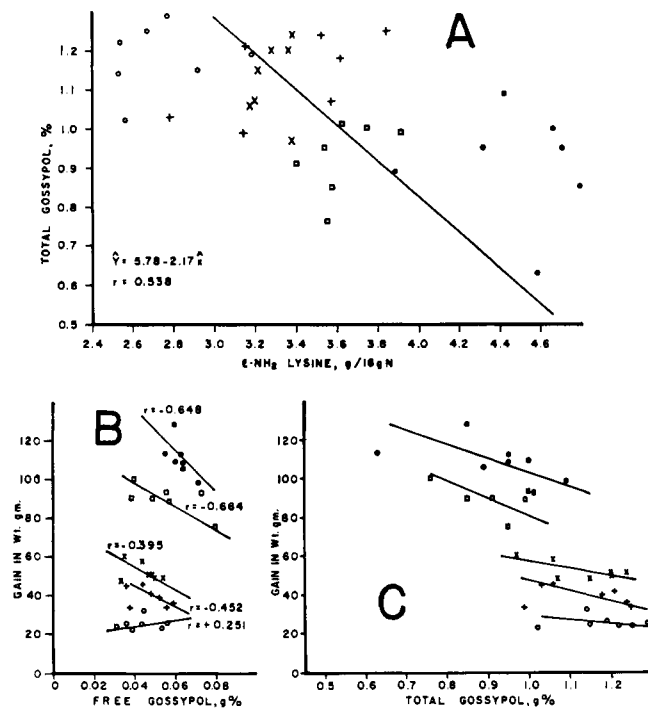 A
TOTAL GOSSYPOL, %
1.2
1.1
1.0
0.9
0.8
0.7
0.6
0.5
Ŷ = 5.78-2.17x̂
r = 0.538
2.4 2.6 2.8 3.0 3.2 3.4 3.6 3.8 4.0 4.2 4.4 4.6
ε-NH₂ LYSINE, g/16gN
B
GAIN IN Wt. gm.
120
100
80
60
40
20
0
r=-0.648
r=-0.664
r=-0.395
r=-0.452
r=+0.251
0.0 0.02 0.04 0.06 0.08
FREE GOSSYPOL, g%
C
GAIN IN Wt. gm.
120
100
80
60
40
20
0
0.5 0.6 0.7 0.8 0.9 1.0 1.1 1.2
TOTAL GOSSYPOL, g%